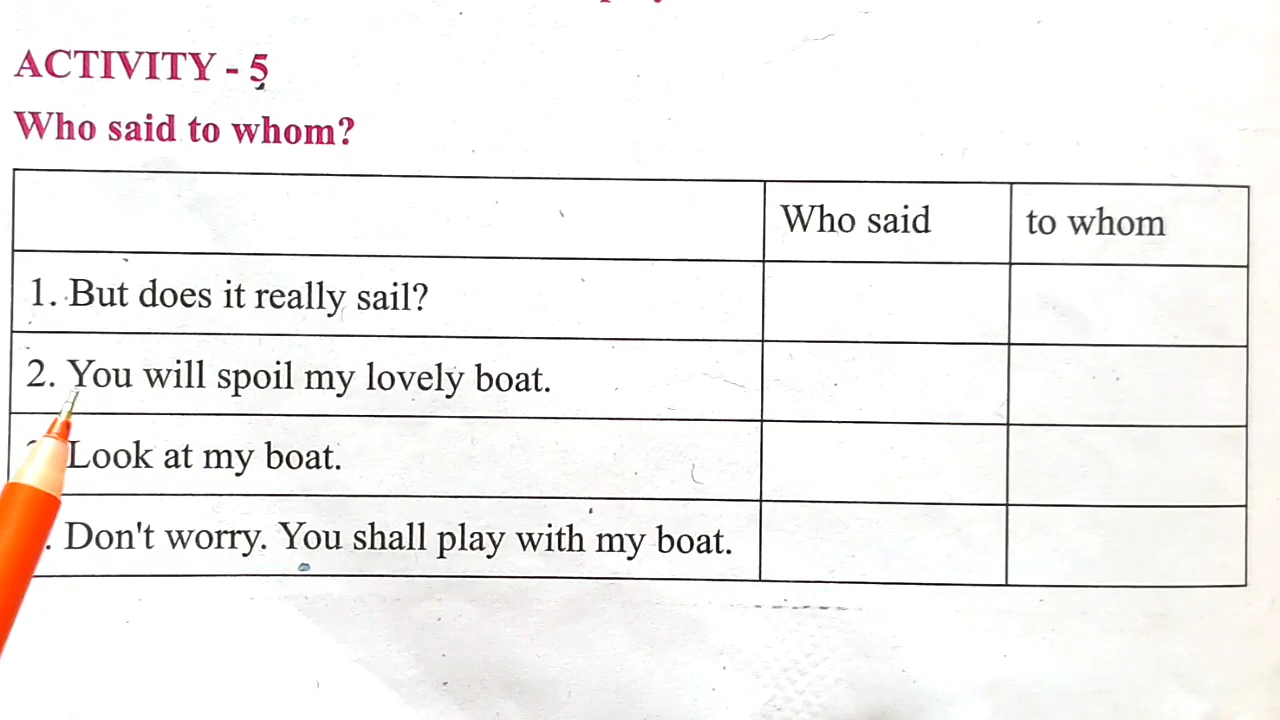 ACTIVITY - 5
Who said to whom?
Who said to whom
1. But does it really sail?
2. You will spoil my lovely boat.
Look at my boat.
. Don't worry. You shall play with my boat.